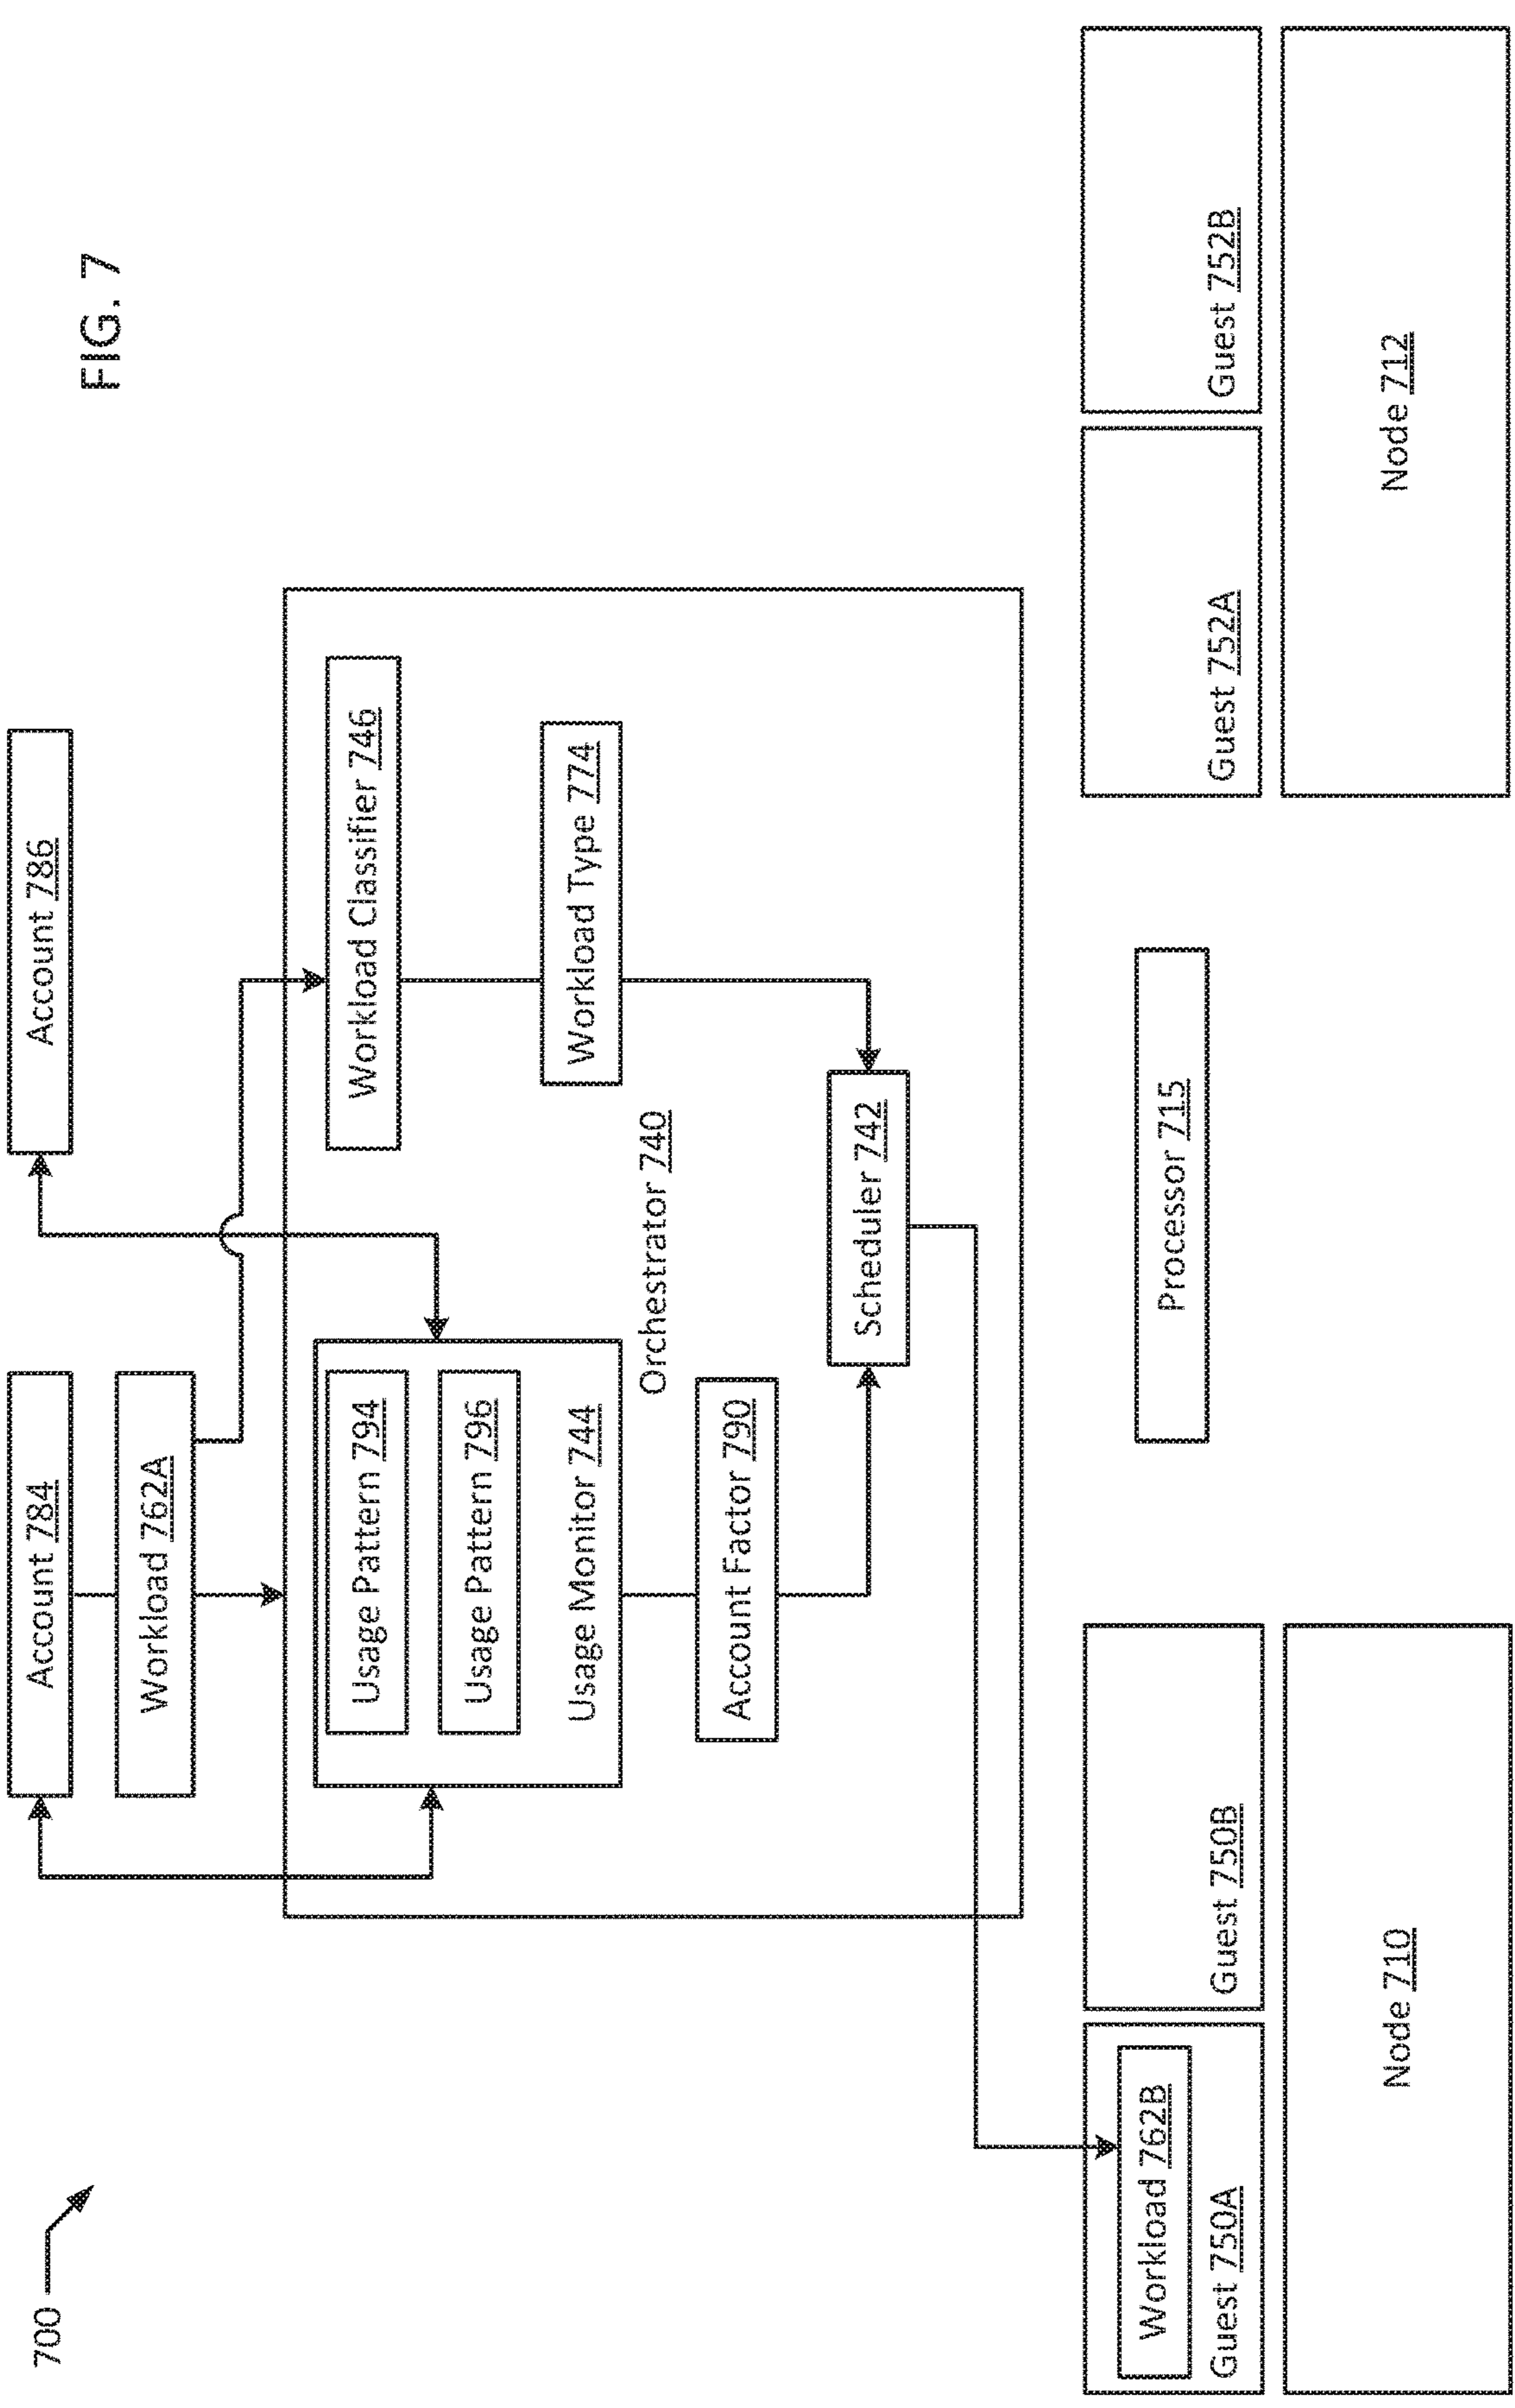 700
FIG. 7
Account 784
Account 786
Workload 762A
Workload Classifier 746
Usage Pattern 794
Usage Pattern 796
Usage Monitor 744
Workload Type 774
Orchestrator 740
Account Factor 790
Scheduler 742
Workload 762B
Guest 750A
Guest 750B
Processor 715
Guest 752A
Guest 752B
Node 710
Node 712